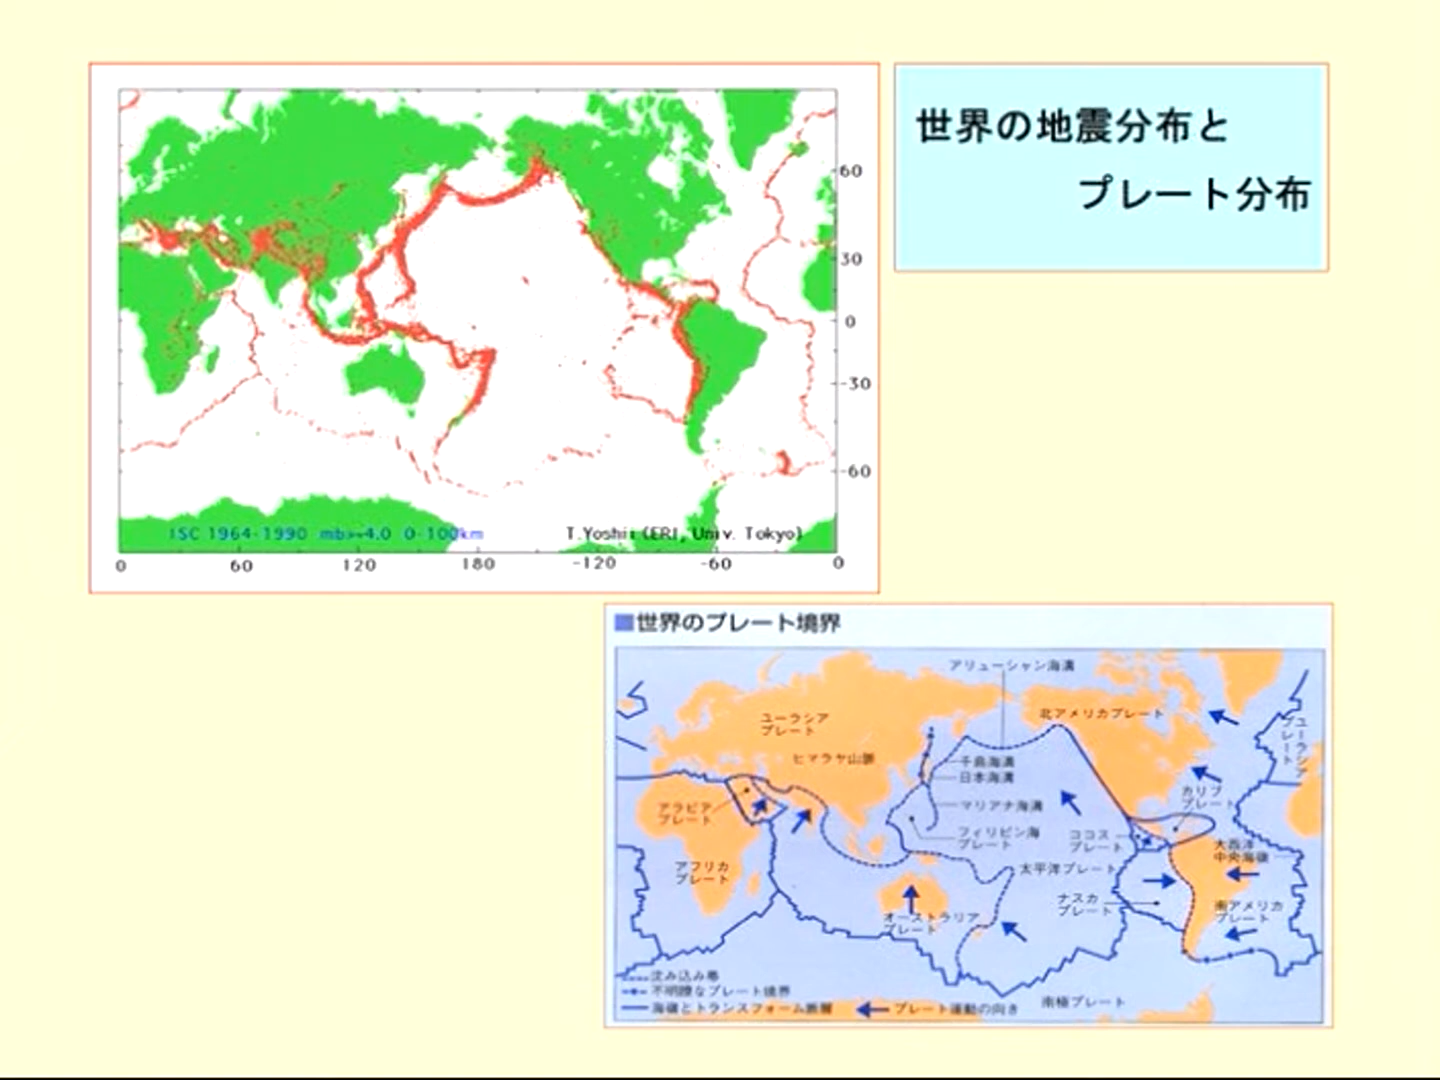 世界の地震分布と
プレート分布
60
30
0
-30
-60
ISC 1964-1990 mb>=4.0 0-100km
T.Yoshii (ERI, Univ. Tokyo)
0 60 120 180 -120 -60 0
■世界のプレート境界
アリューシャン海溝
ユーラシア
プレート
北アメリカプレート
ユーラシア
プレート
ヒマラヤ山脈
千島海溝
日本海溝
アラビア
プレート
マリアナ海溝
カリブ
プレート
フィリピン海
プレート
ココス
プレート
大西洋
中央海嶺
アフリカ
プレート
太平洋プレート
ナスカ
プレート
南アメリカ
プレート
オーストラリア
プレート
沈み込み帯
不明瞭なプレート境界
海嶺とトランスフォーム断層
プレート運動の向き
南極プレート